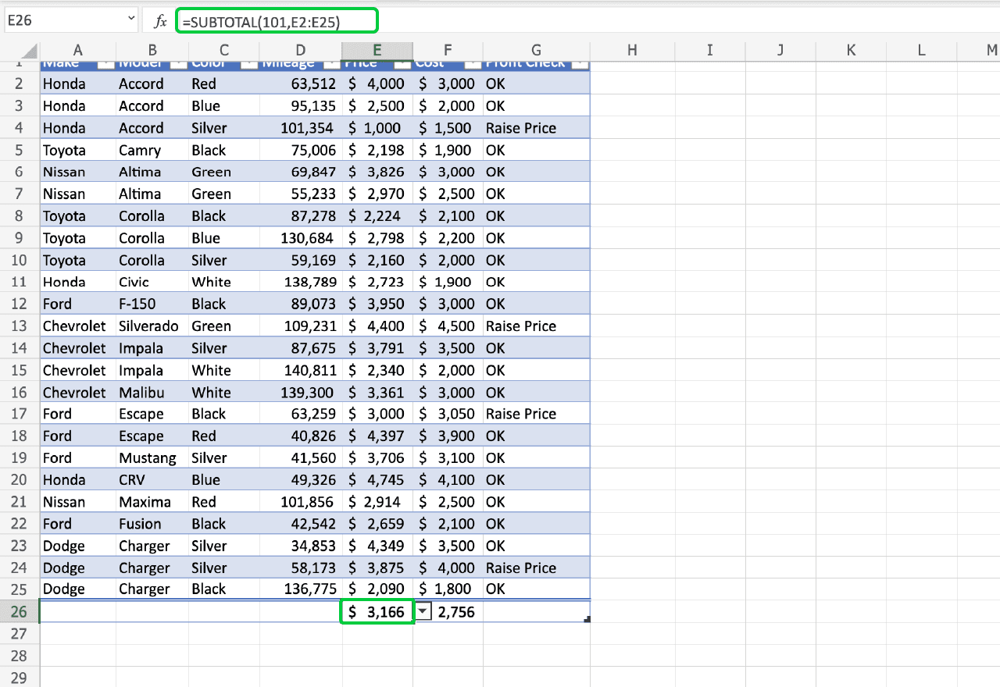 E26 fx =SUBTOTAL(101,E2:E25)
A B C D E F G H I J K L M
1 Make Model Color Mileage Price Cost Profit Check
2 Honda Accord Red 63,512 $ 4,000 $ 3,000 OK
3 Honda Accord Blue 95,135 $ 2,500 $ 2,000 OK
4 Honda Accord Silver 101,354 $ 1,000 $ 1,500 Raise Price
5 Toyota Camry Black 75,006 $ 2,198 $ 1,900 OK
6 Nissan Altima Green 69,847 $ 3,826 $ 3,000 OK
7 Nissan Altima Green 55,233 $ 2,970 $ 2,500 OK
8 Toyota Corolla Black 87,278 $ 2,224 $ 2,100 OK
9 Toyota Corolla Blue 130,684 $ 2,798 $ 2,200 OK
10 Toyota Corolla Silver 59,169 $ 2,160 $ 2,000 OK
11 Honda Civic White 138,789 $ 2,723 $ 1,900 OK
12 Ford F-150 Black 89,073 $ 3,950 $ 3,000 OK
13 Chevrolet Silverado Green 109,231 $ 4,400 $ 4,500 Raise Price
14 Chevrolet Impala Silver 87,675 $ 3,791 $ 3,500 OK
15 Chevrolet Impala White 140,811 $ 2,340 $ 2,000 OK
16 Chevrolet Malibu White 139,300 $ 3,361 $ 3,000 OK
17 Ford Escape Black 63,259 $ 3,000 $ 3,050 Raise Price
18 Ford Escape Red 40,826 $ 4,397 $ 3,900 OK
19 Ford Mustang Silver 41,560 $ 3,706 $ 3,100 OK
20 Honda CRV Blue 49,326 $ 4,745 $ 4,100 OK
21 Nissan Maxima Red 101,856 $ 2,914 $ 2,500 OK
22 Ford Fusion Black 42,542 $ 2,659 $ 2,100 OK
23 Dodge Charger Silver 34,853 $ 4,349 $ 3,500 OK
24 Dodge Charger Silver 58,173 $ 3,875 $ 4,000 Raise Price
25 Dodge Charger Black 136,775 $ 2,090 $ 1,800 OK
26 $ 3,166 2,756
27
28
29